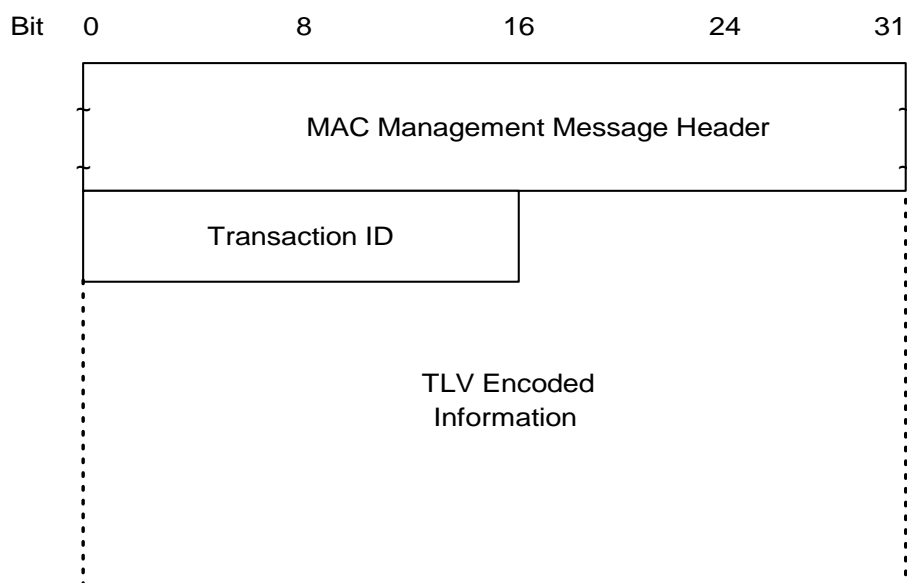 Bit 0 8 16 24 31
MAC Management Message Header
Transaction ID
TLV Encoded
Information